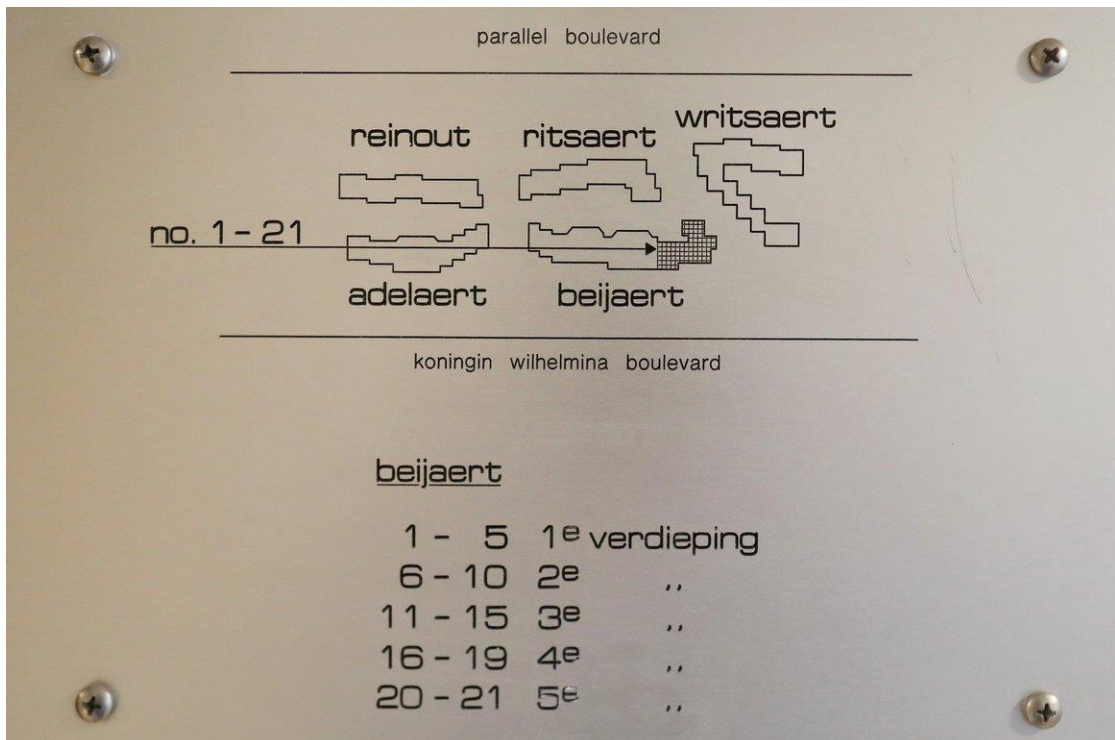 parallel boulevard
writsaert
reinout ritsaert
no. 1 - 21
adelaert beijaert
koningin wilhelmina boulevard
beijaert
1 - 5 1e verdieping
6 - 10 2e ,,
11 - 15 3e ,,
16 - 19 4e ,,
20 - 21 5e ,,